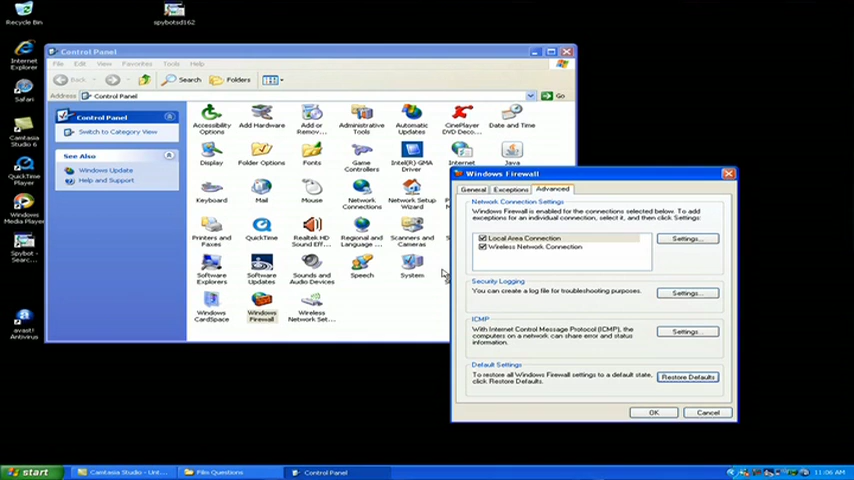 Recycle Bin
spybotsd162
Internet
Explorer
Safari
Camtasia
Studio 6
QuickTime
Player
Windows
Media Player
Spybot -
Searc...
avast!
Antivirus
Control Panel
File Edit View Favorites Tools Help
Back Search Folders
Address Control Panel Go
Control Panel
Switch to Category View
See Also
Windows Update
Help and Support
Accessibility
Options
Add Hardware
Add or
Remov...
Administrative
Tools
Automatic
Updates
CinePlayer
DVD Deco...
Date and Time
Display
Folder Options
Fonts
Game
Controllers
Intel(R) GMA
Driver
Internet
Java
Keyboard
Mail
Mouse
Network
Connections
Network Setup
Wizard
Printers and
Faxes
QuickTime
Realtek HD
Sound Eff...
Regional and
Language ...
Scanners and
Cameras
Software
Explorers
Software
Updates
Sounds and
Audio Devices
Speech
System
Windows
CardSpace
Windows
Firewall
Wireless
Network Set...
Windows Firewall
General Exceptions Advanced
Network Connection Settings
Windows Firewall is enabled for the connections selected below. To add
exceptions for an individual connection, select it, and then click Settings:
Local Area Connection
Wireless Network Connection
Settings...
Security Logging
You can create a log file for troubleshooting purposes.
Settings...
ICMP
With Internet Control Message Protocol (ICMP), the
computers on a network can share error and status
information.
Settings...
Default Settings
To restore all Windows Firewall settings to a default state,
click Restore Defaults.
Restore Defaults
OK Cancel
start
Camtasia Studio - Unt...
Film Questions
Control Panel
11:06 AM